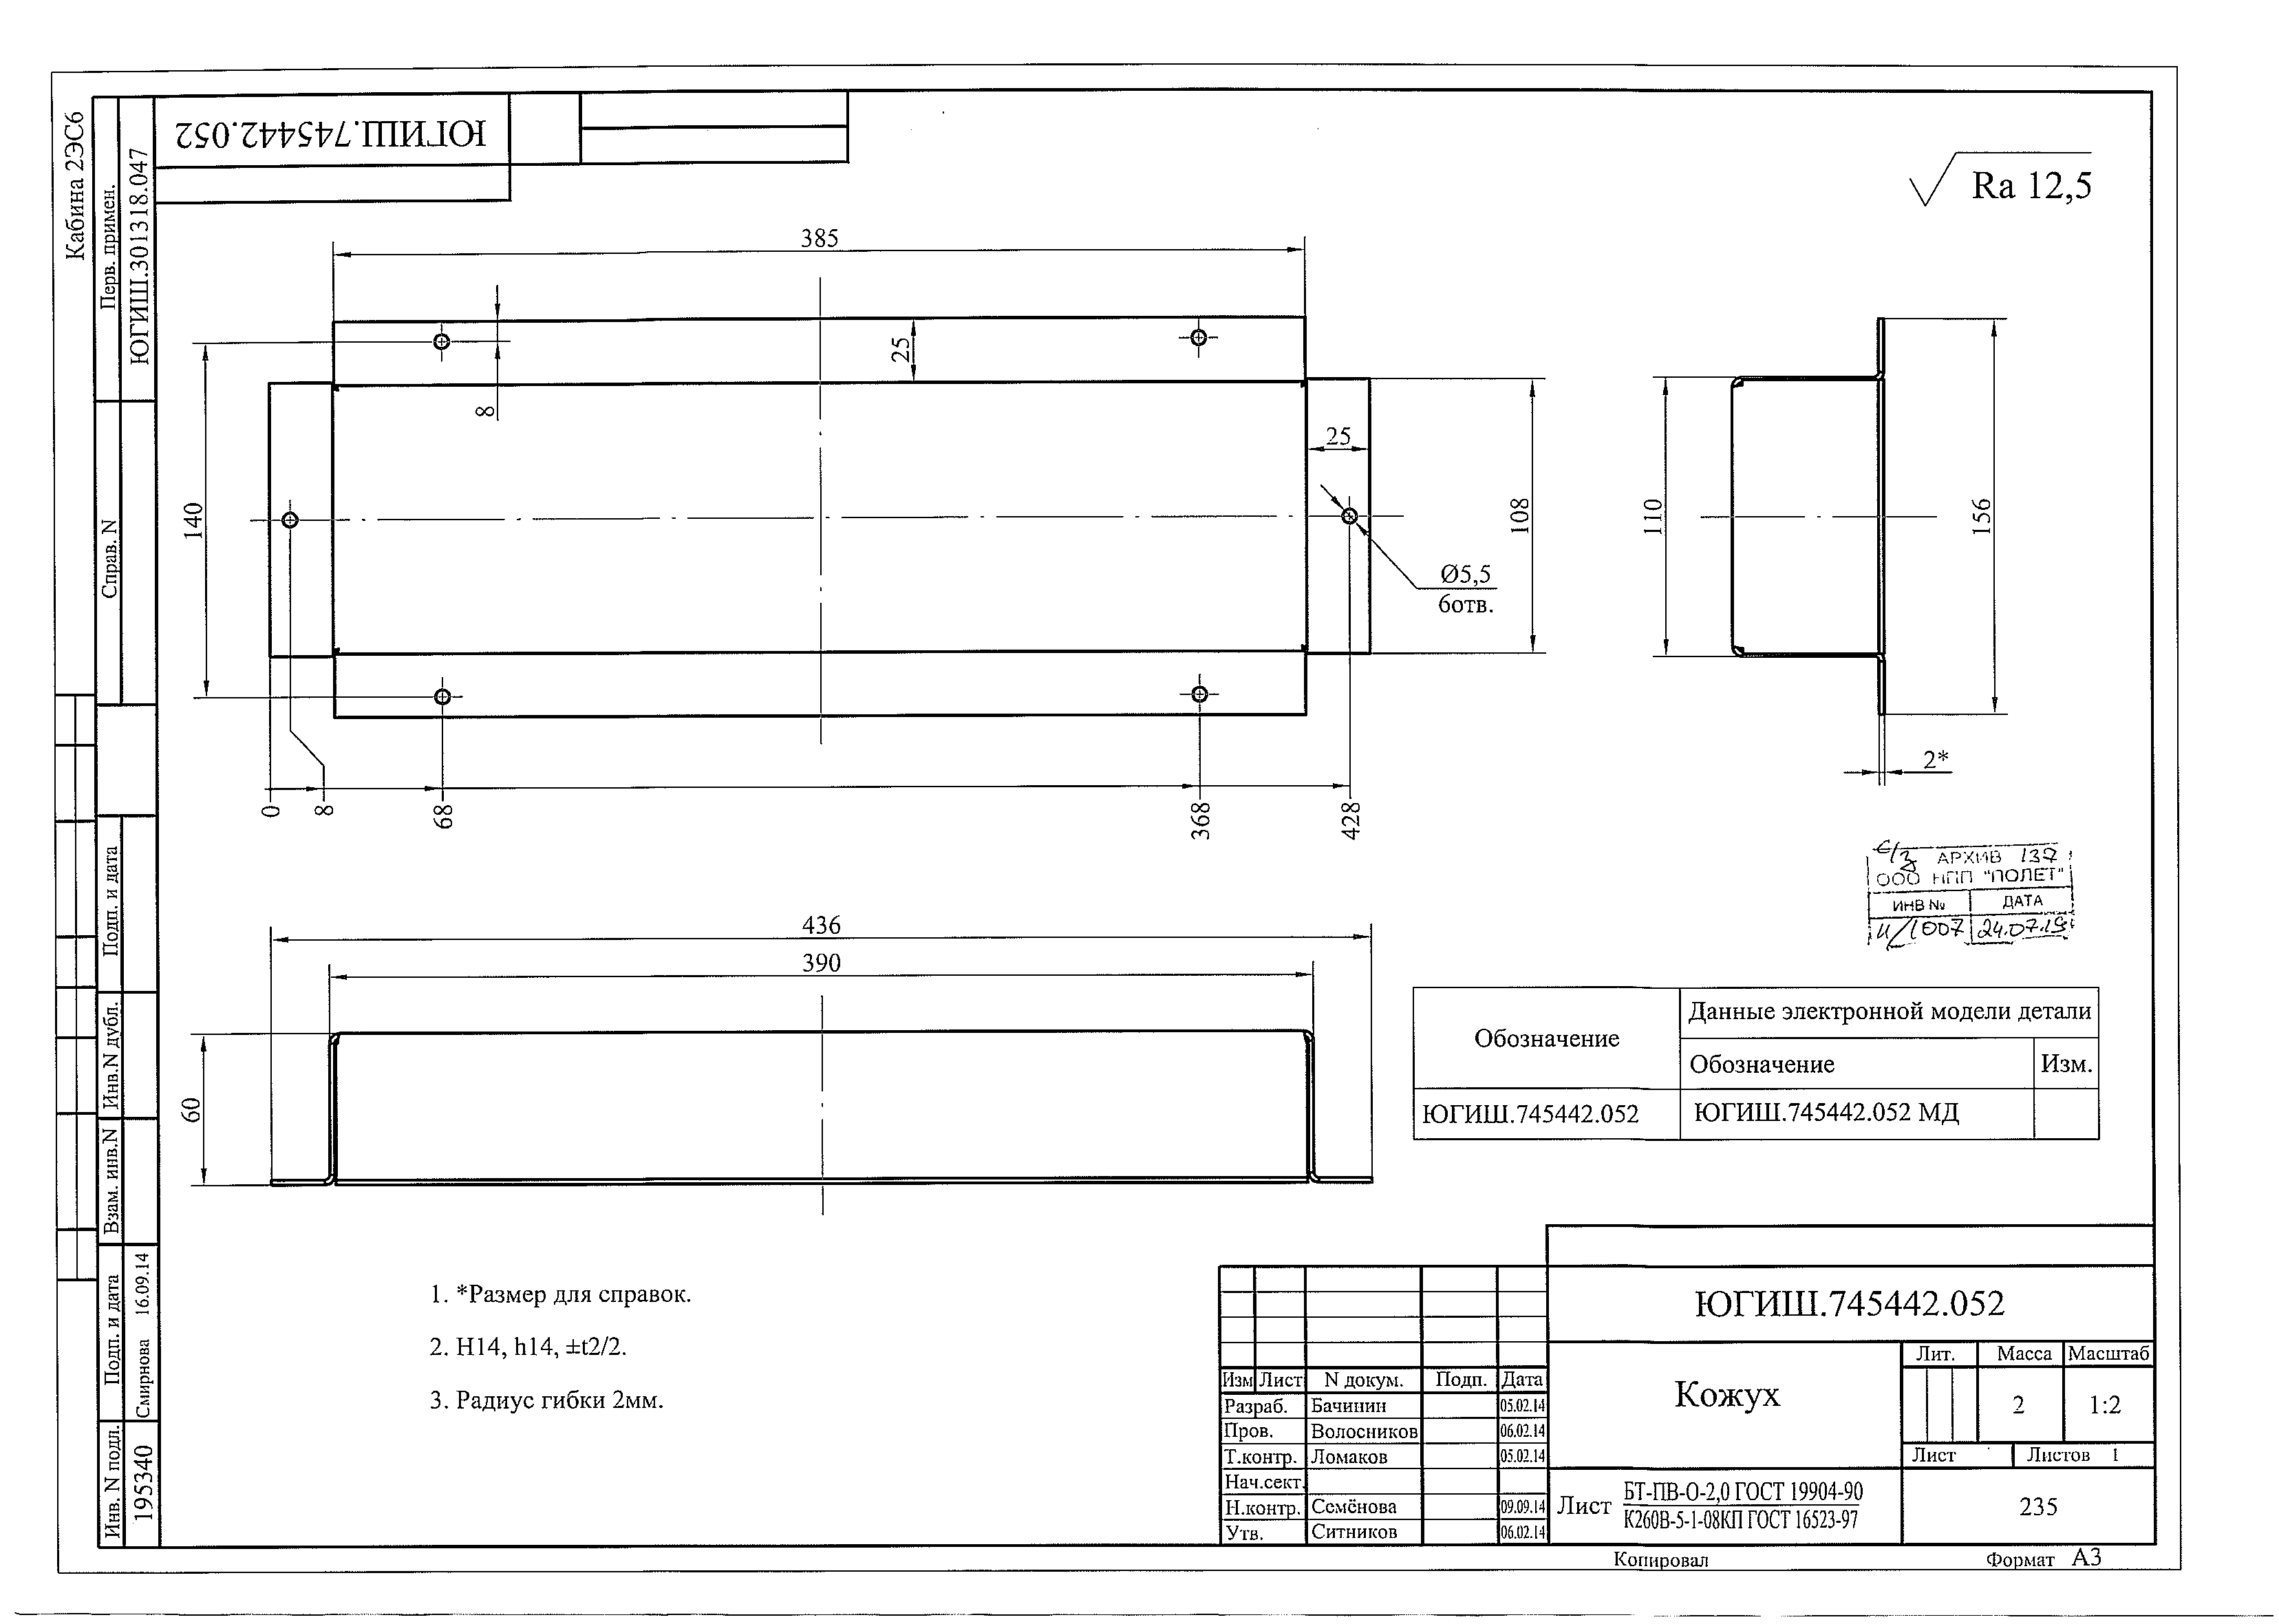 Кабина 2ЭС6
Перв. примен.
ЮГИШ.301318.047
Справ. N
Подп. и дата
Инв.N дубл.
Взам. инв.N
Подп. и дата
Смирнова 16.09.14
Инв. N подл.
195340
ЮГИШ.745442.052
Ra 12,5
385
25
8
140
25
108
Ø5,5
6отв.
0
8
68
368
428
110
156
2*
АРХИВ 137
ООО НПП "ПОЛЕТ"
ИНВ № ДАТА
И/1007 24.07.19
436
390
60
Обозначение
Данные электронной модели детали
Обозначение Изм.
ЮГИШ.745442.052 ЮГИШ.745442.052 МД
1. *Размер для справок.
2. H14, h14, ±t2/2.
3. Радиус гибки 2мм.
ЮГИШ.745442.052
Изм Лист N докум. Подп. Дата
Разраб. Бачинин 05.02.14
Пров. Волосников 06.02.14
Т.контр. Ломаков 05.02.14
Нач.сект.
Н.контр. Семёнова 09.09.14
Утв. Ситников 06.02.14
Кожух
Лит. Масса Масштаб
2 1:2
Лист Листов 1
Лист БТ-ПВ-О-2,0 ГОСТ 19904-90
К260В-5-1-08КП ГОСТ 16523-97
235
Копировал Формат А3